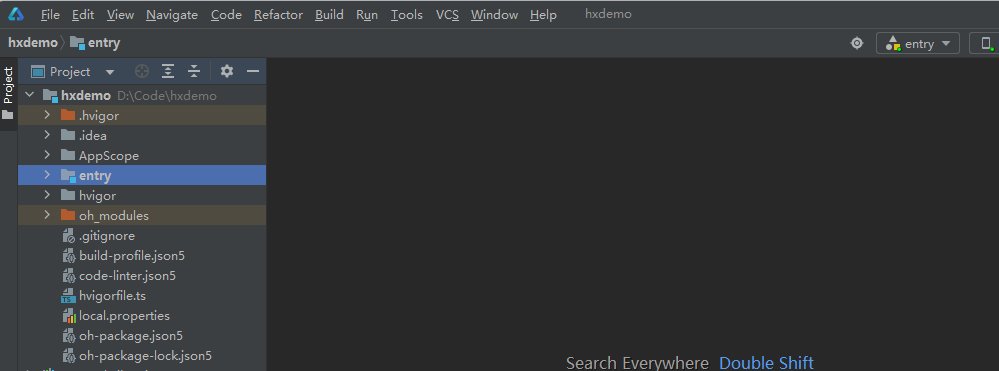 File Edit View Navigate Code Refactor Build Run Tools VCS Window Help hxdemo
hxdemo entry
entry
Project
Project
hxdemo D:\Code\hxdemo
.hvigor
.idea
AppScope
entry
hvigor
oh_modules
.gitignore
build-profile.json5
code-linter.json5
hvigorfile.ts
local.properties
oh-package.json5
oh-package-lock.json5
Search Everywhere Double Shift